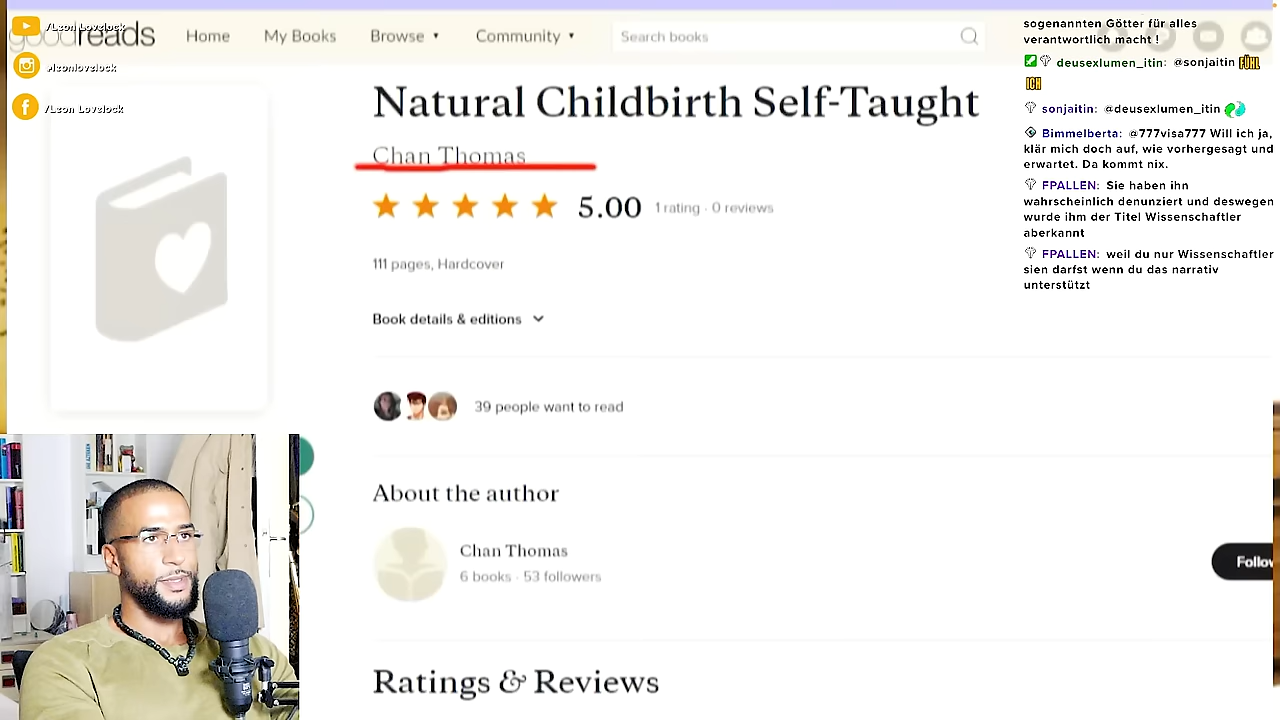 /Leon Lovelock
goodreads
Home
My Books
Browse
Community
Search books
/leonlovelock
/Leon Lovelock
Natural Childbirth Self-Taught
Chan Thomas
5.00
1 rating · 0 reviews
111 pages, Hardcover
Book details & editions
39 people want to read
About the author
Chan Thomas
6 books · 53 followers
Follow
Ratings & Reviews
sogenannten Götter für alles
verantwortlich macht !
deusexlumen_itin: @sonjaitin FÜHL
ICH
sonjaitin: @deusexlumen_itin
Bimmelberta: @777visa777 Will ich ja,
klär mich doch auf, wie vorhergesagt und
erwartet. Da kommt nix.
FPALLEN: Sie haben ihn
wahrscheinlich denunziert und deswegen
wurde ihm der Titel Wissenschaftler
aberkannt
FPALLEN: weil du nur Wissenschaftler
sien darfst wenn du das narrativ
unterstützt